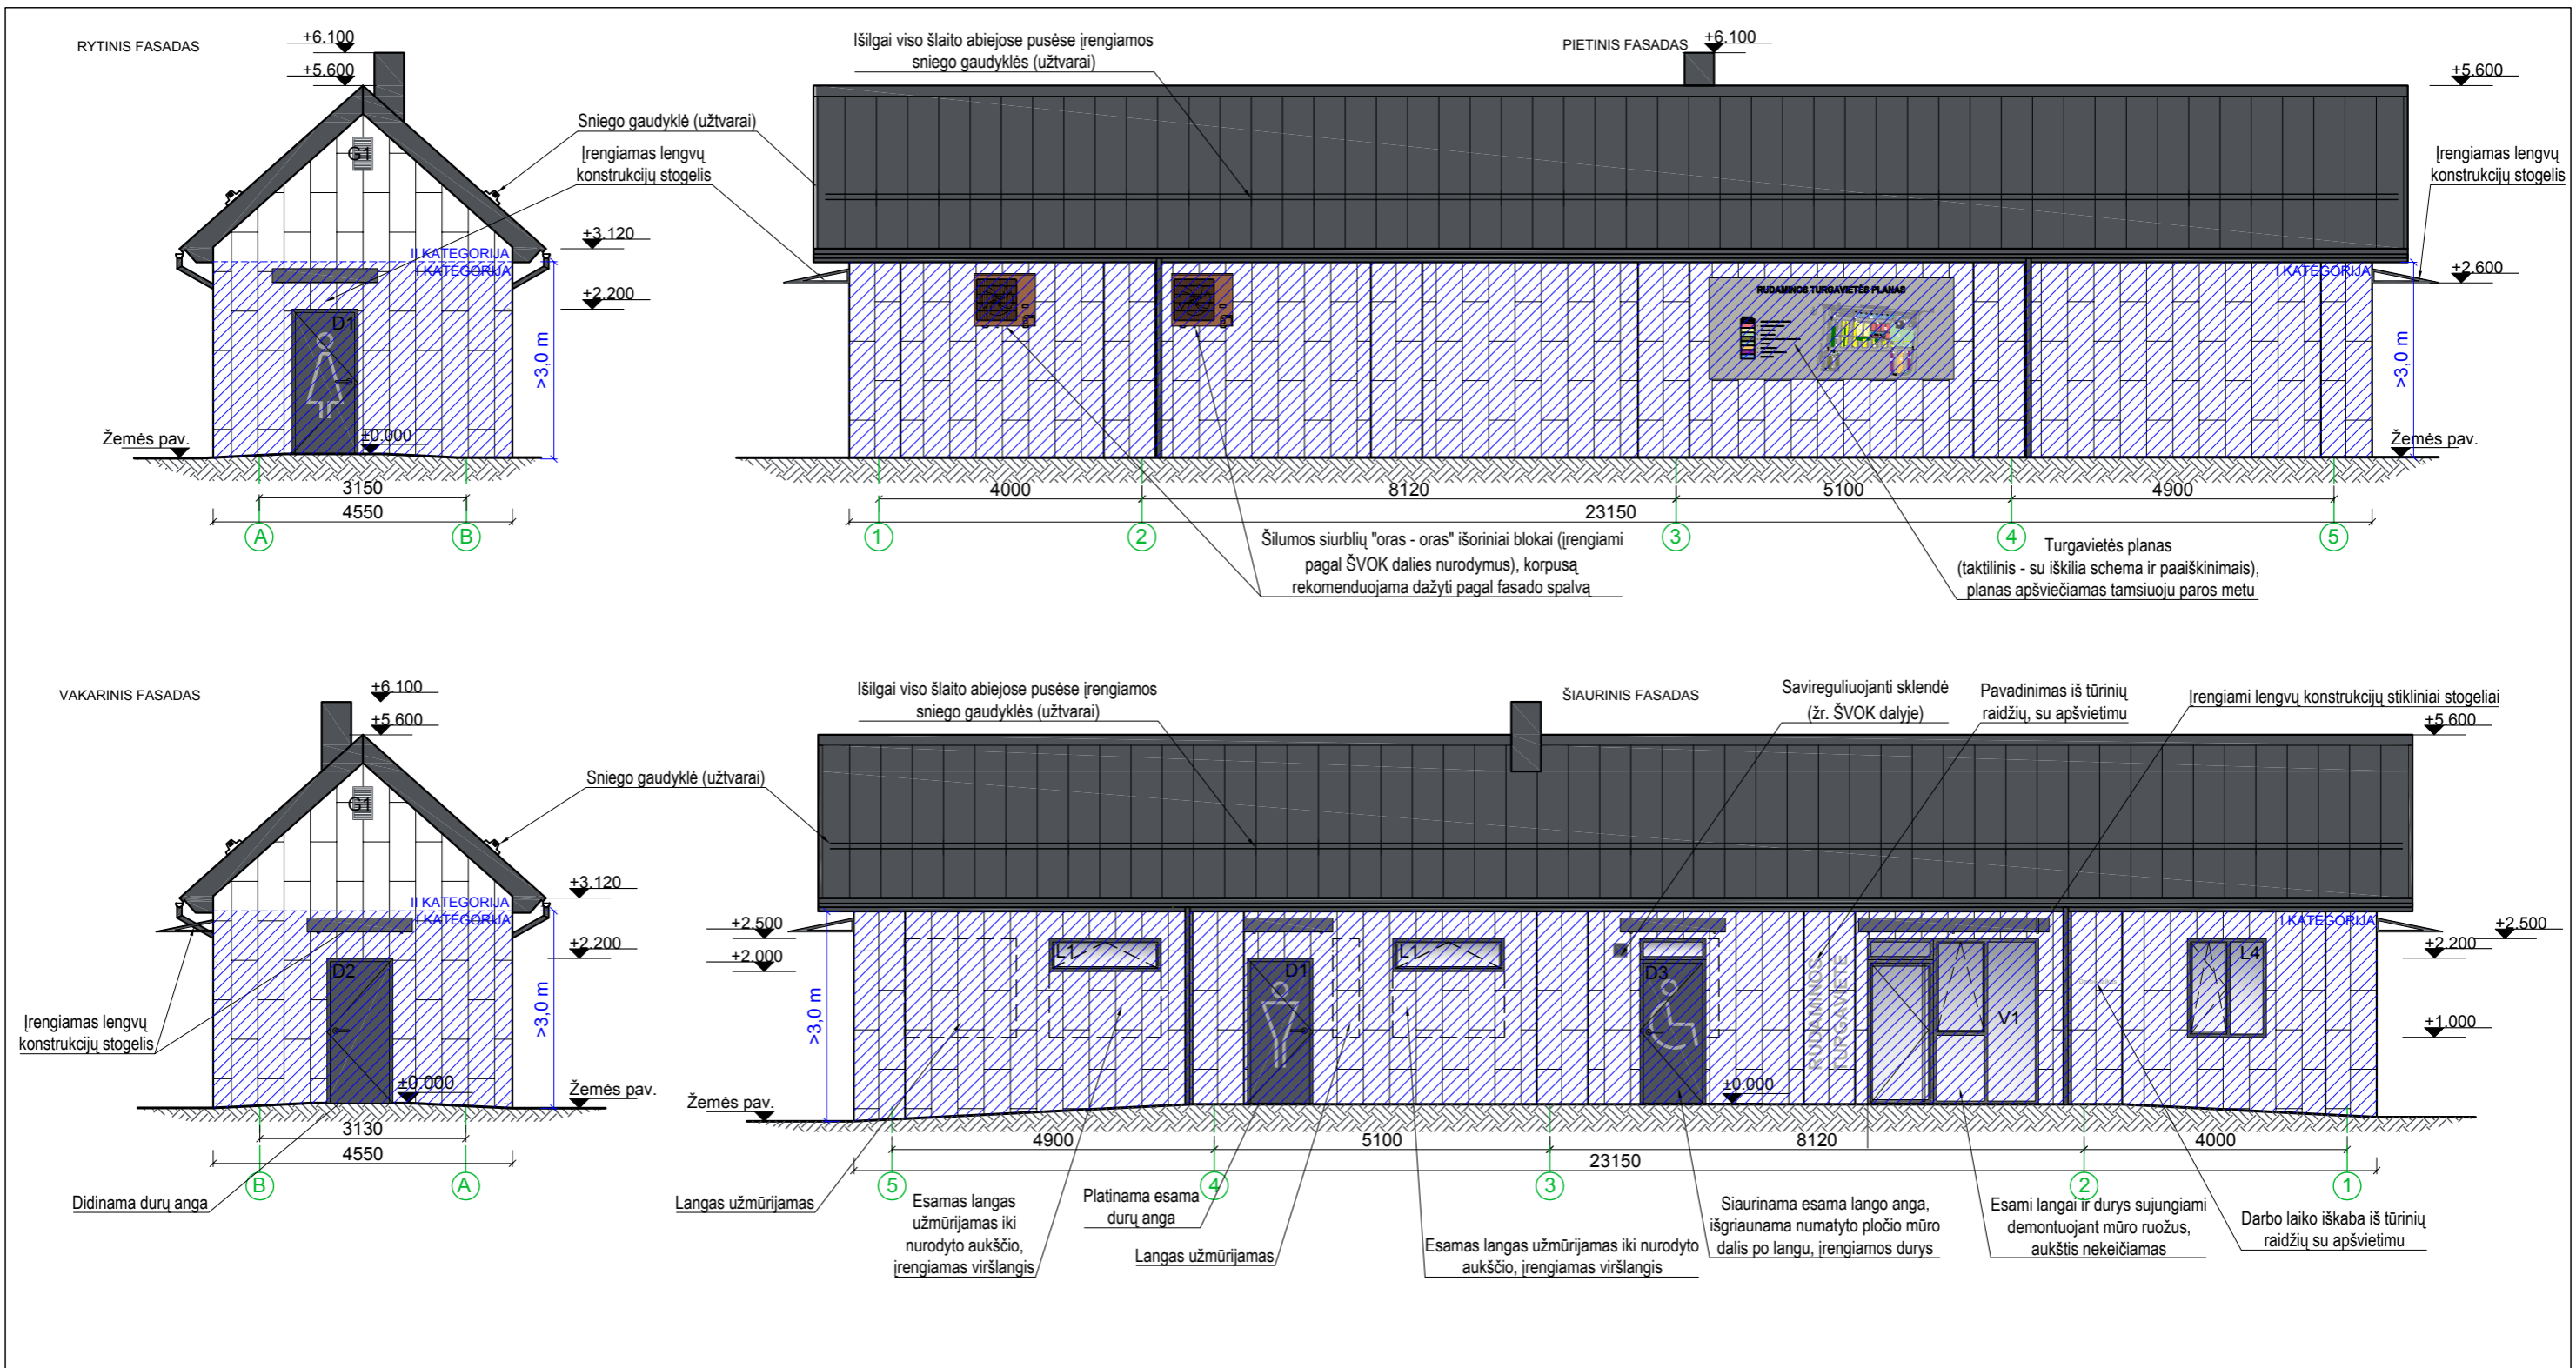 RYTINIS FASADAS
+6.100
+5.600
G1
Sniego gaudyklė (užtvarai)
Įrengiamas lengvų
konstrukcijų stogelis
+3.120
II KATEGORIJA
I KATEGORIJA
+2.200
D1
>3,0 m
±0.000
Žemės pav.
3150
4550
A
B
Išilgai viso šlaito abiejose pusėse įrengiamos
sniego gaudyklės (užtvarai)
PIETINIS FASADAS
+6.100
+5.600
Įrengiamas lengvų
konstrukcijų stogelis
I KATEGORIJA
+2.600
RUDAMINOS TURGAVIETĖS PLANAS
>3,0 m
Žemės pav.
4000
8120
5100
4900
23150
1
2
3
4
5
Šilumos siurblių "oras - oras" išoriniai blokai (įrengiami
pagal ŠVOK dalies nurodymus), korpusą
rekomenduojama dažyti pagal fasado spalvą
Turgavietės planas
(taktilinis - su iškilia schema ir paaiškinimais),
planas apšviečiamas tamsiuoju paros metu
VAKARINIS FASADAS
+6.100
+5.600
G1
Sniego gaudyklė (užtvarai)
+3.120
II KATEGORIJA
I KATEGORIJA
+2.200
D2
>3,0 m
Įrengiamas lengvų
konstrukcijų stogelis
±0.000
Žemės pav.
3130
4550
B
A
Didinama durų anga
Išilgai viso šlaito abiejose pusėse įrengiamos
sniego gaudyklės (užtvarai)
ŠIAURINIS FASADAS
Savireguliuojanti sklendė
(žr. ŠVOK dalyje)
Pavadinimas iš tūrinių
raidžių, su apšvietimu
Įrengiami lengvų konstrukcijų stikliniai stogeliai
+5.600
I KATEGORIJA
+2.500
+2.000
+2.500
+2.200
+1.000
L1
D1
L1
D3
RUDAMINOS
TURGAVIETĖ
V1
L4
>3,0 m
±0.000
Žemės pav.
4900
5100
8120
4000
23150
5
4
3
2
1
Langas užmūrijamas
Esamas langas
užmūrijamas iki
nurodyto aukščio,
įrengiamas viršlangis
Platinama esama
durų anga
Langas užmūrijamas
Esamas langas užmūrijamas iki nurodyto
aukščio, įrengiamas viršlangis
Siaurinama esama lango anga,
išgriaunama numatyto pločio mūro
dalis po langu, įrengiamos durys
Esami langai ir durys sujungiami
demontuojant mūro ruožus,
aukštis nekeičiamas
Darbo laiko iškaba iš tūrinių
raidžių su apšvietimu